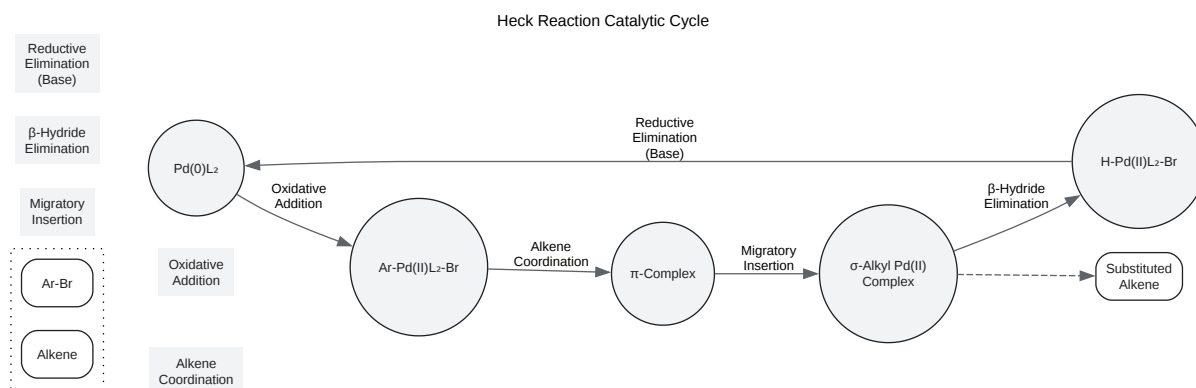 Heck Reaction Catalytic Cycle
Reductive
Elimination
(Base)
β-Hydride
Elimination
Migratory
Insertion
Ar-Br
Alkene
Oxidative
Addition
Alkene
Coordination
Pd(0)L₂
Oxidative
Addition
Ar-Pd(II)L₂-Br
Alkene
Coordination
π-Complex
Migratory
Insertion
σ-Alkyl Pd(II)
Complex
β-Hydride
Elimination
H-Pd(II)L₂-Br
Reductive
Elimination
(Base)
Substituted
Alkene